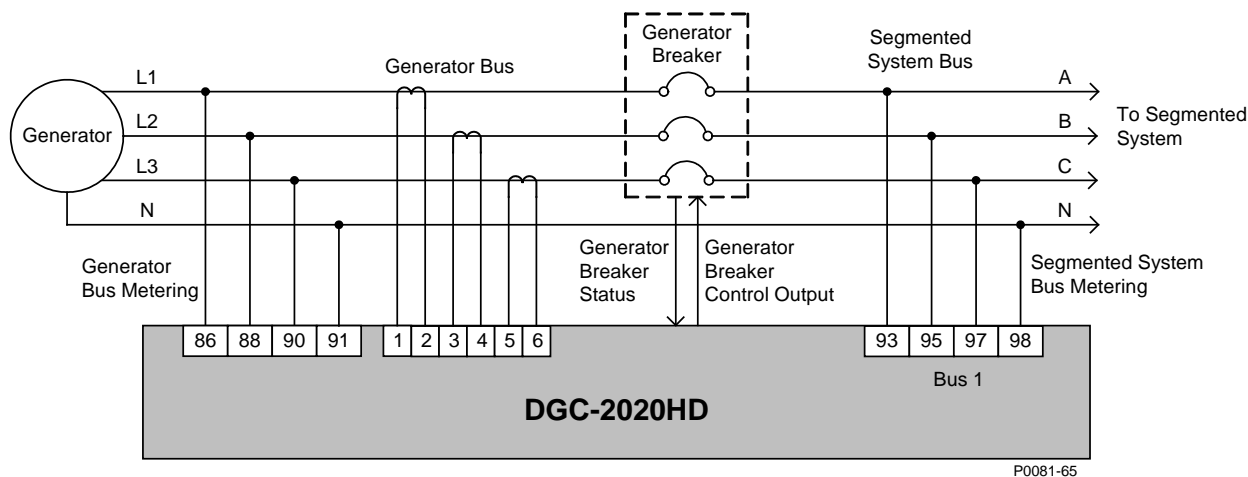 Generator
Breaker
Segmented
System Bus
Generator Bus
L1
A
To Segmented
System
Generator
L2
B
L3
C
N
N
Generator
Bus Metering
Generator
Breaker
Status
Generator
Breaker
Control Output
Segmented System
Bus Metering
86 88 90 91 1 2 3 4 5 6 93 95 97 98
Bus 1
DGC-2020HD
P0081-65